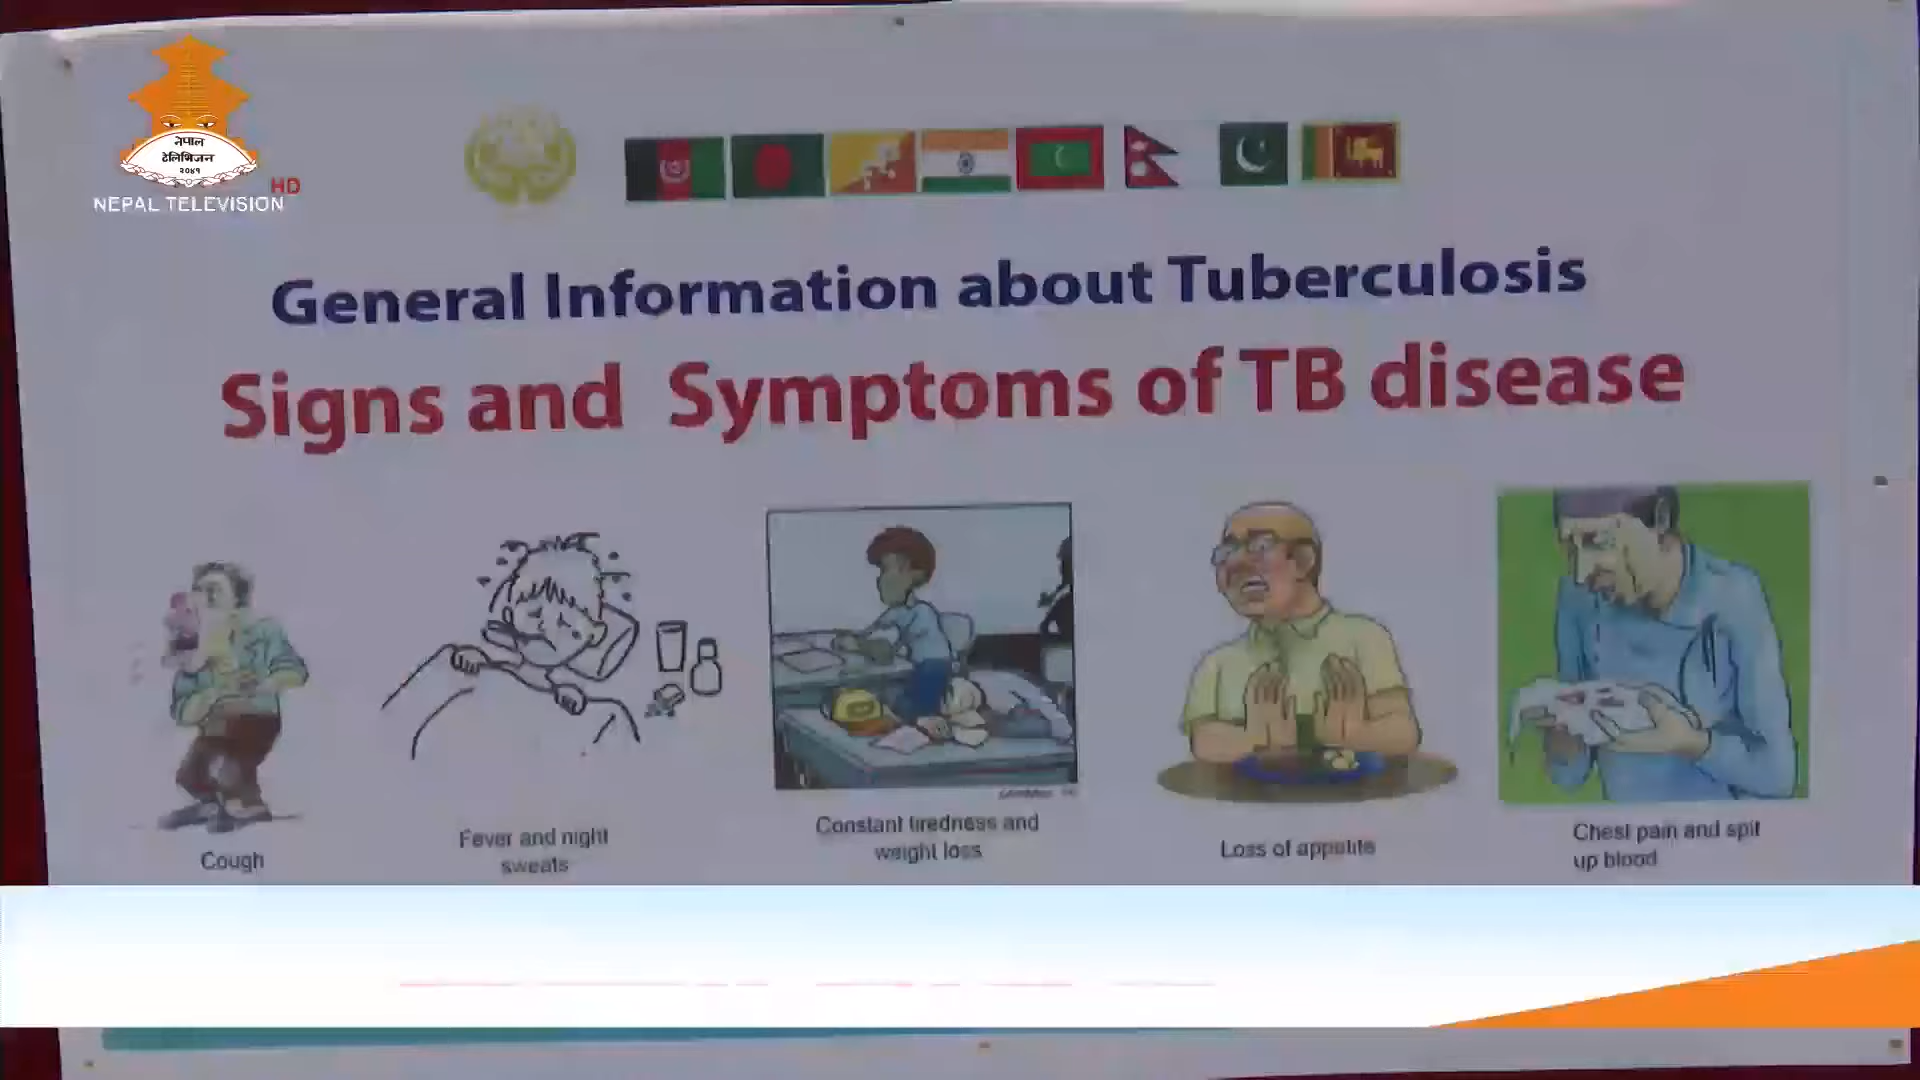 नेपाल
टेलिभिजन
२०४१
HD
NEPAL TELEVISION
General Information about Tuberculosis
Signs and Symptoms of TB disease
Cough
Fever and night
sweats
Constant tiredness and
weight loss
Loss of appetite
Chest pain and spit
up blood